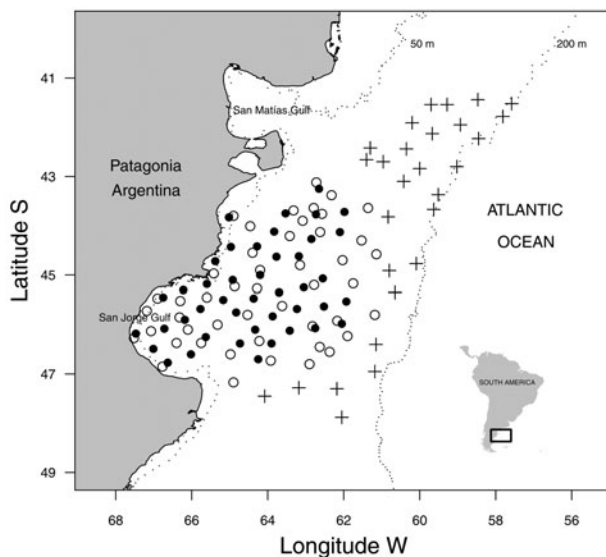 50 m
200 m
San Matías Gulf
Patagonia
Argentina
ATLANTIC
OCEAN
San Jorge Gulf
SOUTH AMERICA
Latitude S
41
43
45
47
49
68
66
64
62
60
58
56
Longitude W